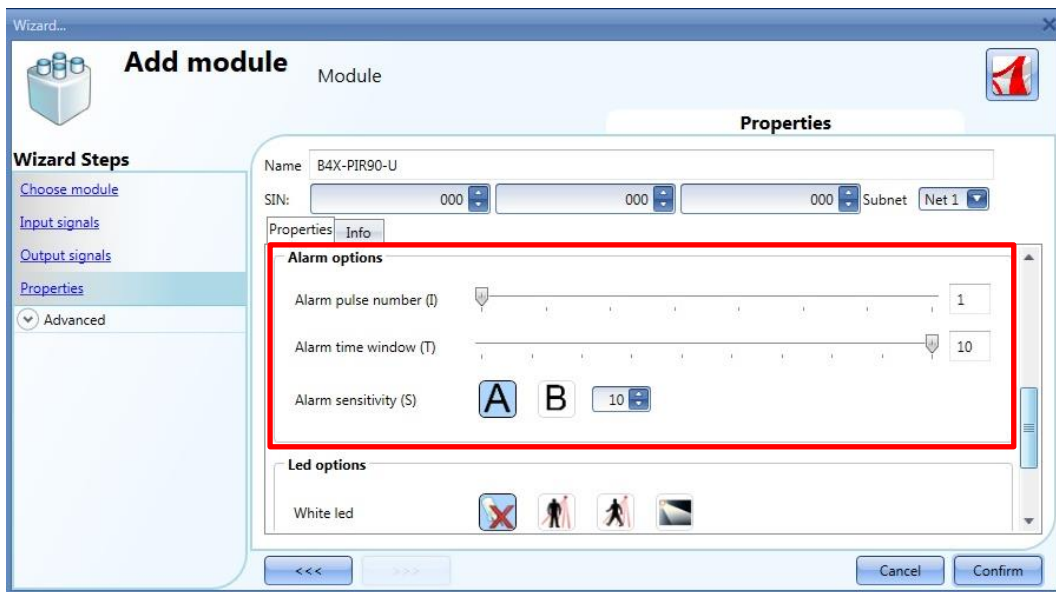 Wizard...
Add module Module
Properties
Wizard Steps
Choose module
Input signals
Output signals
Properties
Advanced
Name B4X-PIR90-U
SIN: 000 000 000 Subnet Net 1
Properties Info
Alarm options
Alarm pulse number (I) 1
Alarm time window (T) 10
Alarm sensitivity (S) A B 10
Led options
White led
<<< >>> Cancel Confirm